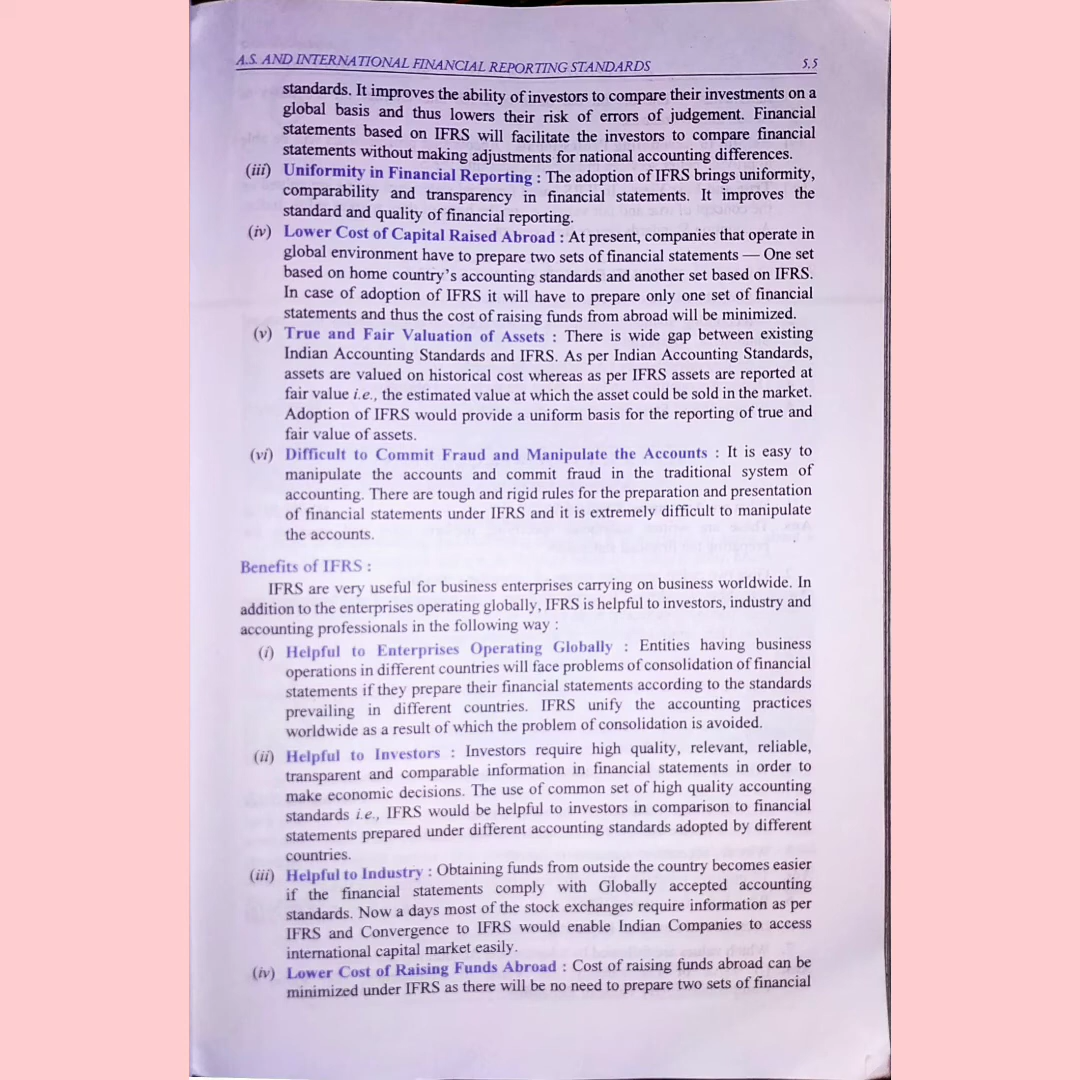 A.S. AND INTERNATIONAL FINANCIAL REPORTING STANDARDS 5.5
standards. It improves the ability of investors to compare their investments on a
global basis and thus lowers their risk of errors of judgement. Financial
statements based on IFRS will facilitate the investors to compare financial
statements without making adjustments for national accounting differences.
(iii) Uniformity in Financial Reporting : The adoption of IFRS brings uniformity,
comparability and transparency in financial statements. It improves the
standard and quality of financial reporting.
(iv) Lower Cost of Capital Raised Abroad : At present, companies that operate in
global environment have to prepare two sets of financial statements — One set
based on home country's accounting standards and another set based on IFRS.
In case of adoption of IFRS it will have to prepare only one set of financial
statements and thus the cost of raising funds from abroad will be minimized.
(v) True and Fair Valuation of Assets : There is wide gap between existing
Indian Accounting Standards and IFRS. As per Indian Accounting Standards,
assets are valued on historical cost whereas as per IFRS assets are reported at
fair value i.e., the estimated value at which the asset could be sold in the market.
Adoption of IFRS would provide a uniform basis for the reporting of true and
fair value of assets.
(vi) Difficult to Commit Fraud and Manipulate the Accounts : It is easy to
manipulate the accounts and commit fraud in the traditional system of
accounting. There are tough and rigid rules for the preparation and presentation
of financial statements under IFRS and it is extremely difficult to manipulate
the accounts.
Benefits of IFRS :
IFRS are very useful for business enterprises carrying on business worldwide. In
addition to the enterprises operating globally, IFRS is helpful to investors, industry and
accounting professionals in the following way :
(i) Helpful to Enterprises Operating Globally : Entities having business
operations in different countries will face problems of consolidation of financial
statements if they prepare their financial statements according to the standards
prevailing in different countries. IFRS unify the accounting practices
worldwide as a result of which the problem of consolidation is avoided.
(ii) Helpful to Investors : Investors require high quality, relevant, reliable,
transparent and comparable information in financial statements in order to
make economic decisions. The use of common set of high quality accounting
standards i.e., IFRS would be helpful to investors in comparison to financial
statements prepared under different accounting standards adopted by different
countries.
(iii) Helpful to Industry : Obtaining funds from outside the country becomes easier
if the financial statements comply with Globally accepted accounting
standards. Now a days most of the stock exchanges require information as per
IFRS and Convergence to IFRS would enable Indian Companies to access
international capital market easily.
(iv) Lower Cost of Raising Funds Abroad : Cost of raising funds abroad can be
minimized under IFRS as there will be no need to prepare two sets of financial